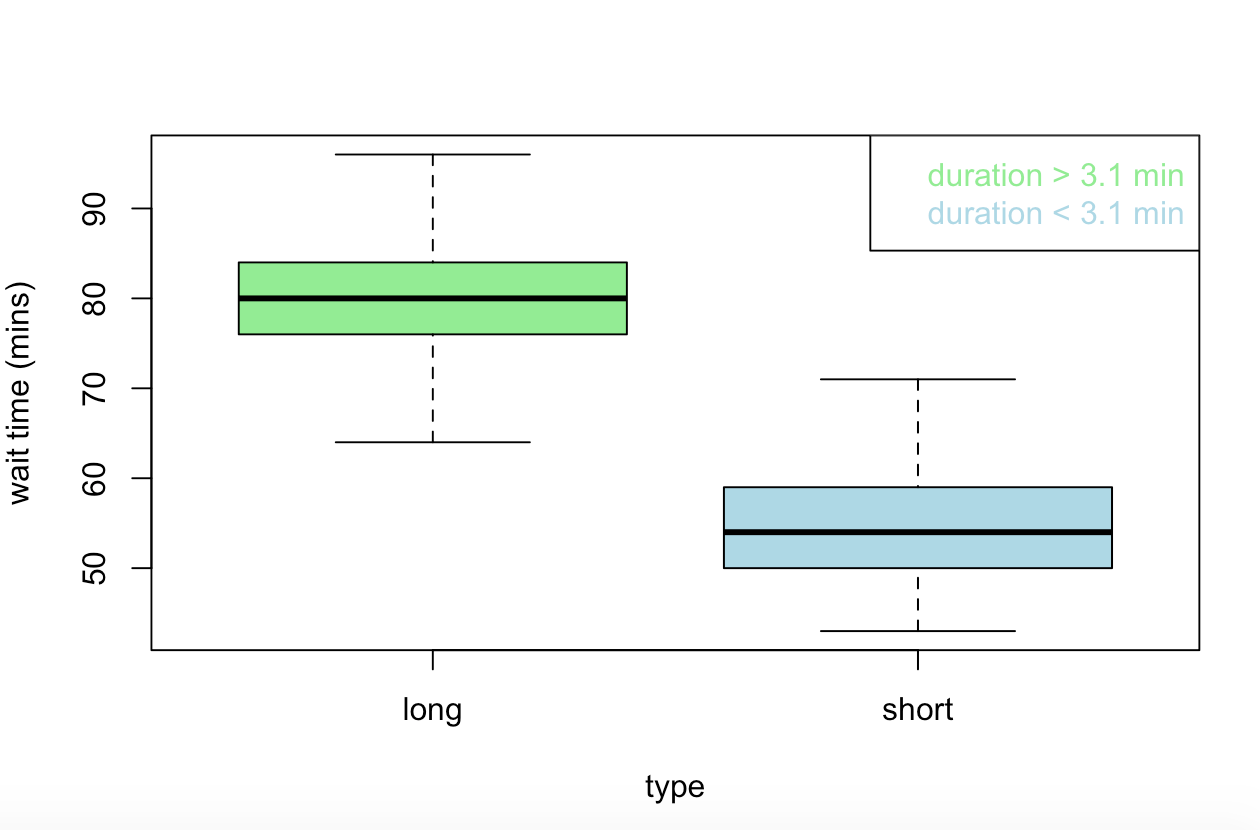 duration > 3.1 min
duration < 3.1 min
wait time (mins)
90
80
70
60
50
long
short
type